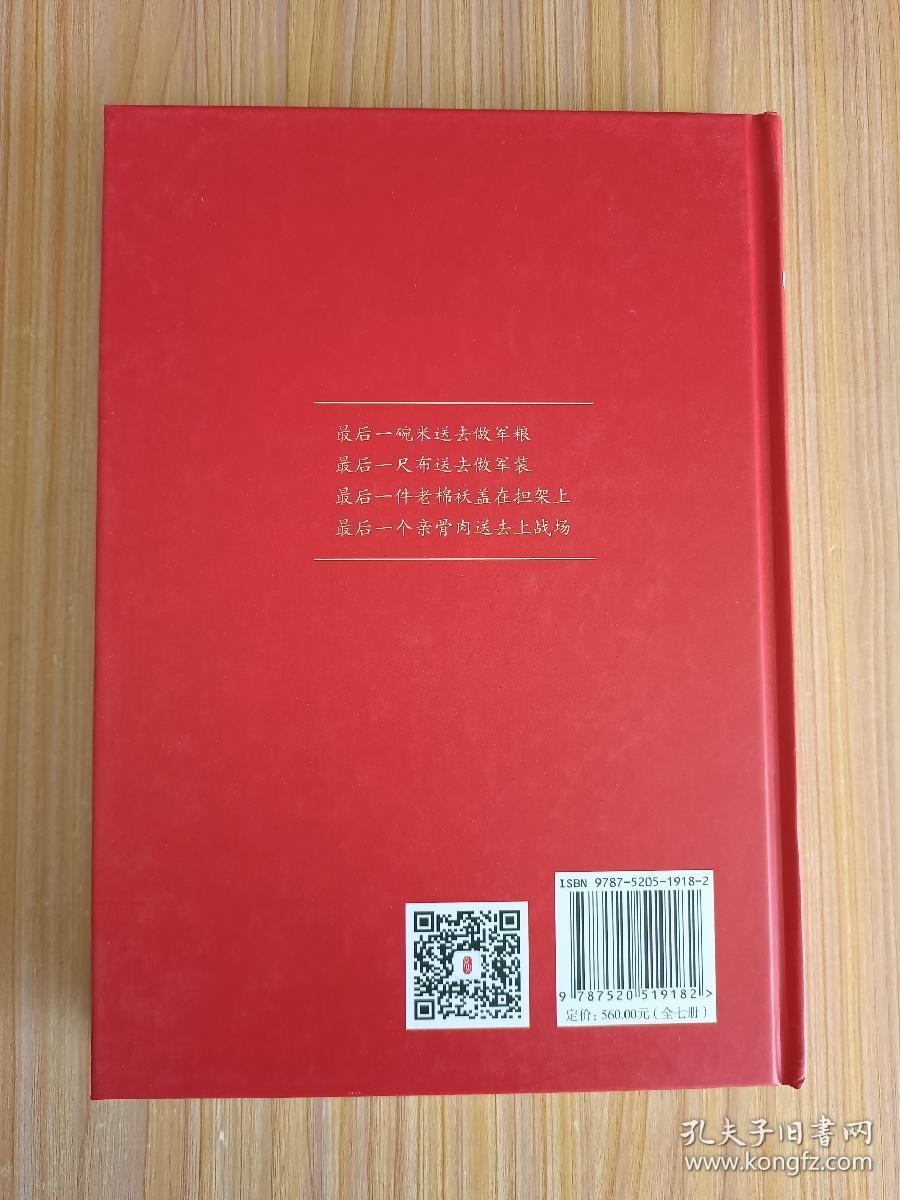 最后一碗米送去做军粮
最后一尺布送去做军装
最后一件老棉袄盖在担架上
最后一个亲骨肉送去上战场
ISBN 9787-5205-1918-2
9 787520 519182 >
定价：560.00元（全七册）
孔夫子旧書网
www.kongfz.com